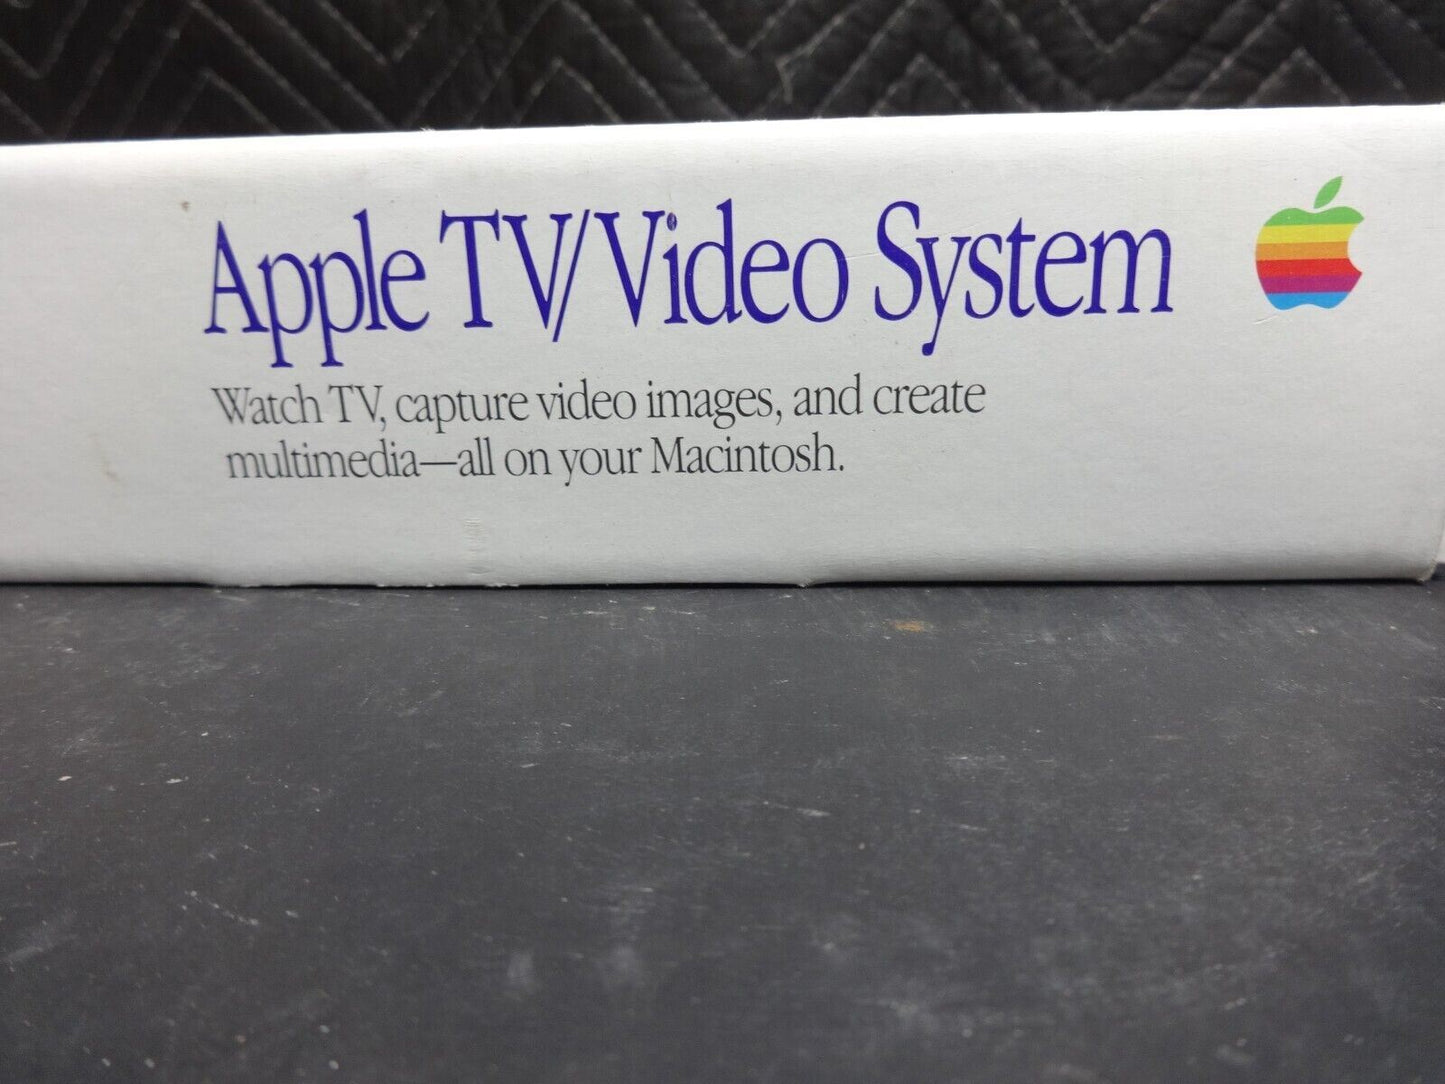 Apple TV/Video System
Watch TV, capture video images, and create
multimedia—all on your Macintosh.